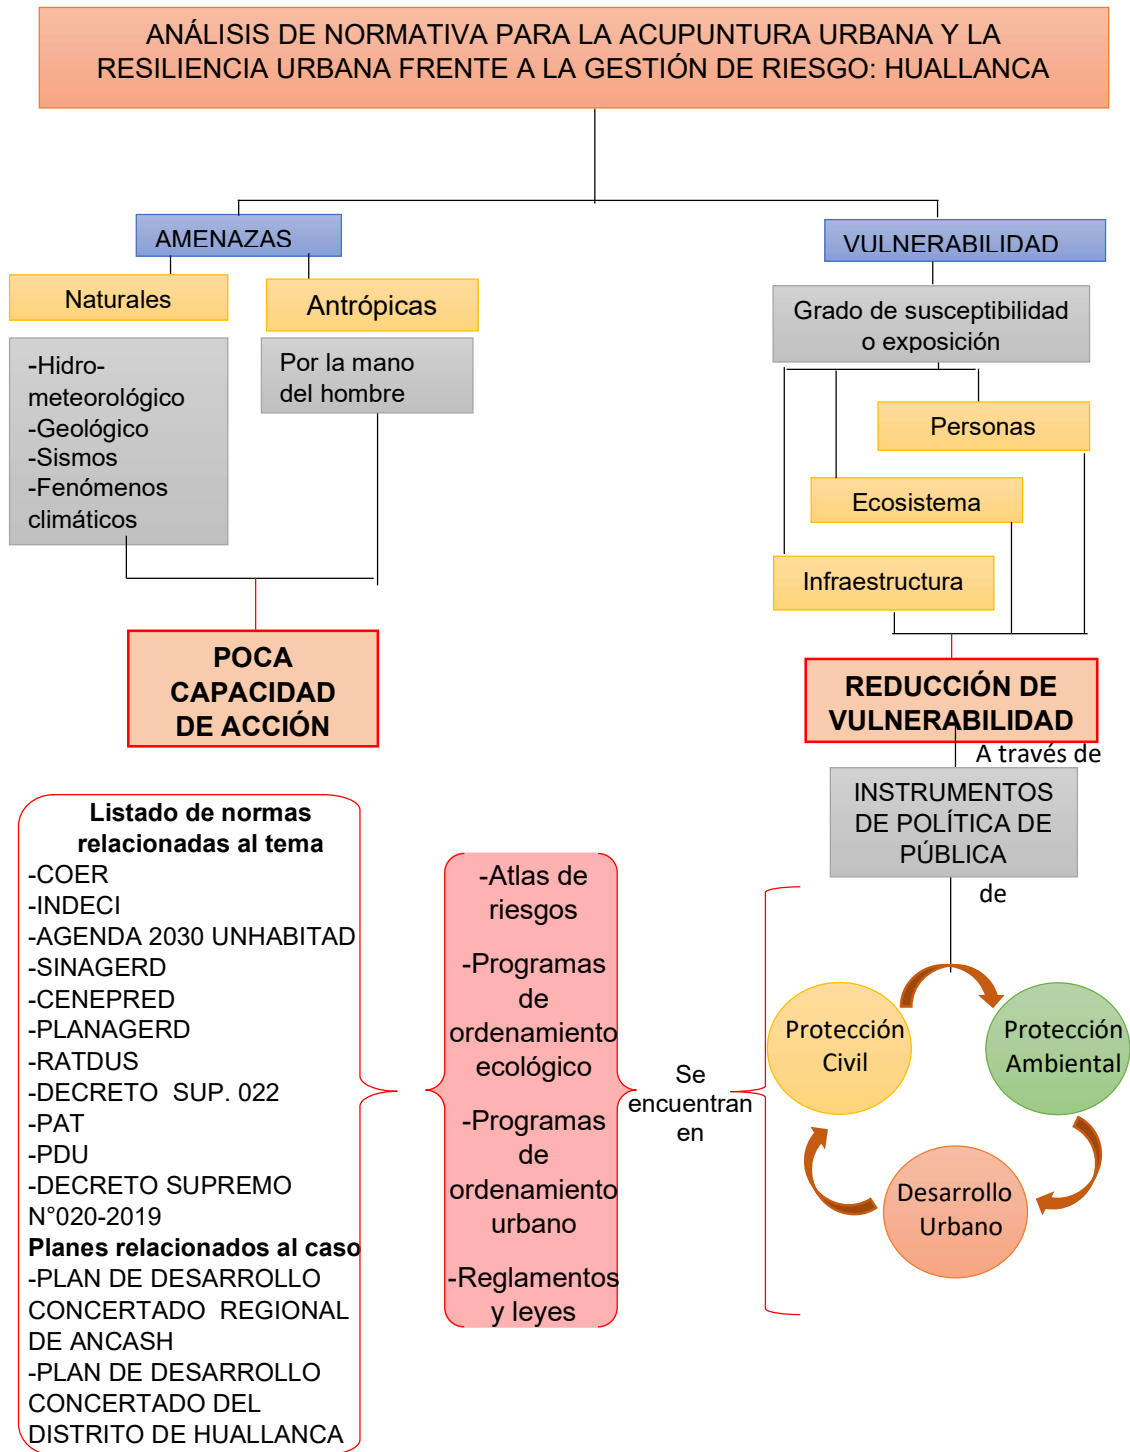 ANÁLISIS DE NORMATIVA PARA LA ACUPUNTURA URBANA Y LA
RESILIENCIA URBANA FRENTE A LA GESTIÓN DE RIESGO: HUALLANCA
AMENAZAS
VULNERABILIDAD
Naturales
Antrópicas
Grado de susceptibilidad
o exposición
-Hidro-
meteorológico
-Geológico
-Sismos
-Fenómenos
climáticos
Por la mano
del hombre
Personas
Ecosistema
Infraestructura
POCA
CAPACIDAD
DE ACCIÓN
REDUCCIÓN DE
VULNERABILIDAD
A través de
INSTRUMENTOS
DE POLÍTICA DE
PÚBLICA
de
Listado de normas
relacionadas al tema
-COER
-INDECI
-AGENDA 2030 UNHABITAD
-SINAGERD
-CENEPRED
-PLANAGERD
-RATDUS
-DECRETO SUP. 022
-PAT
-PDU
-DECRETO SUPREMO
N°020-2019
Planes relacionados al caso
-PLAN DE DESARROLLO
CONCERTADO REGIONAL
DE ANCASH
-PLAN DE DESARROLLO
CONCERTADO DEL
DISTRITO DE HUALLANCA
-Atlas de
riesgos
-Programas
de
ordenamiento
ecológico
-Programas
de
ordenamiento
urbano
-Reglamentos
y leyes
Se
encuentran
en
Protección
Civil
Protección
Ambiental
Desarrollo
Urbano